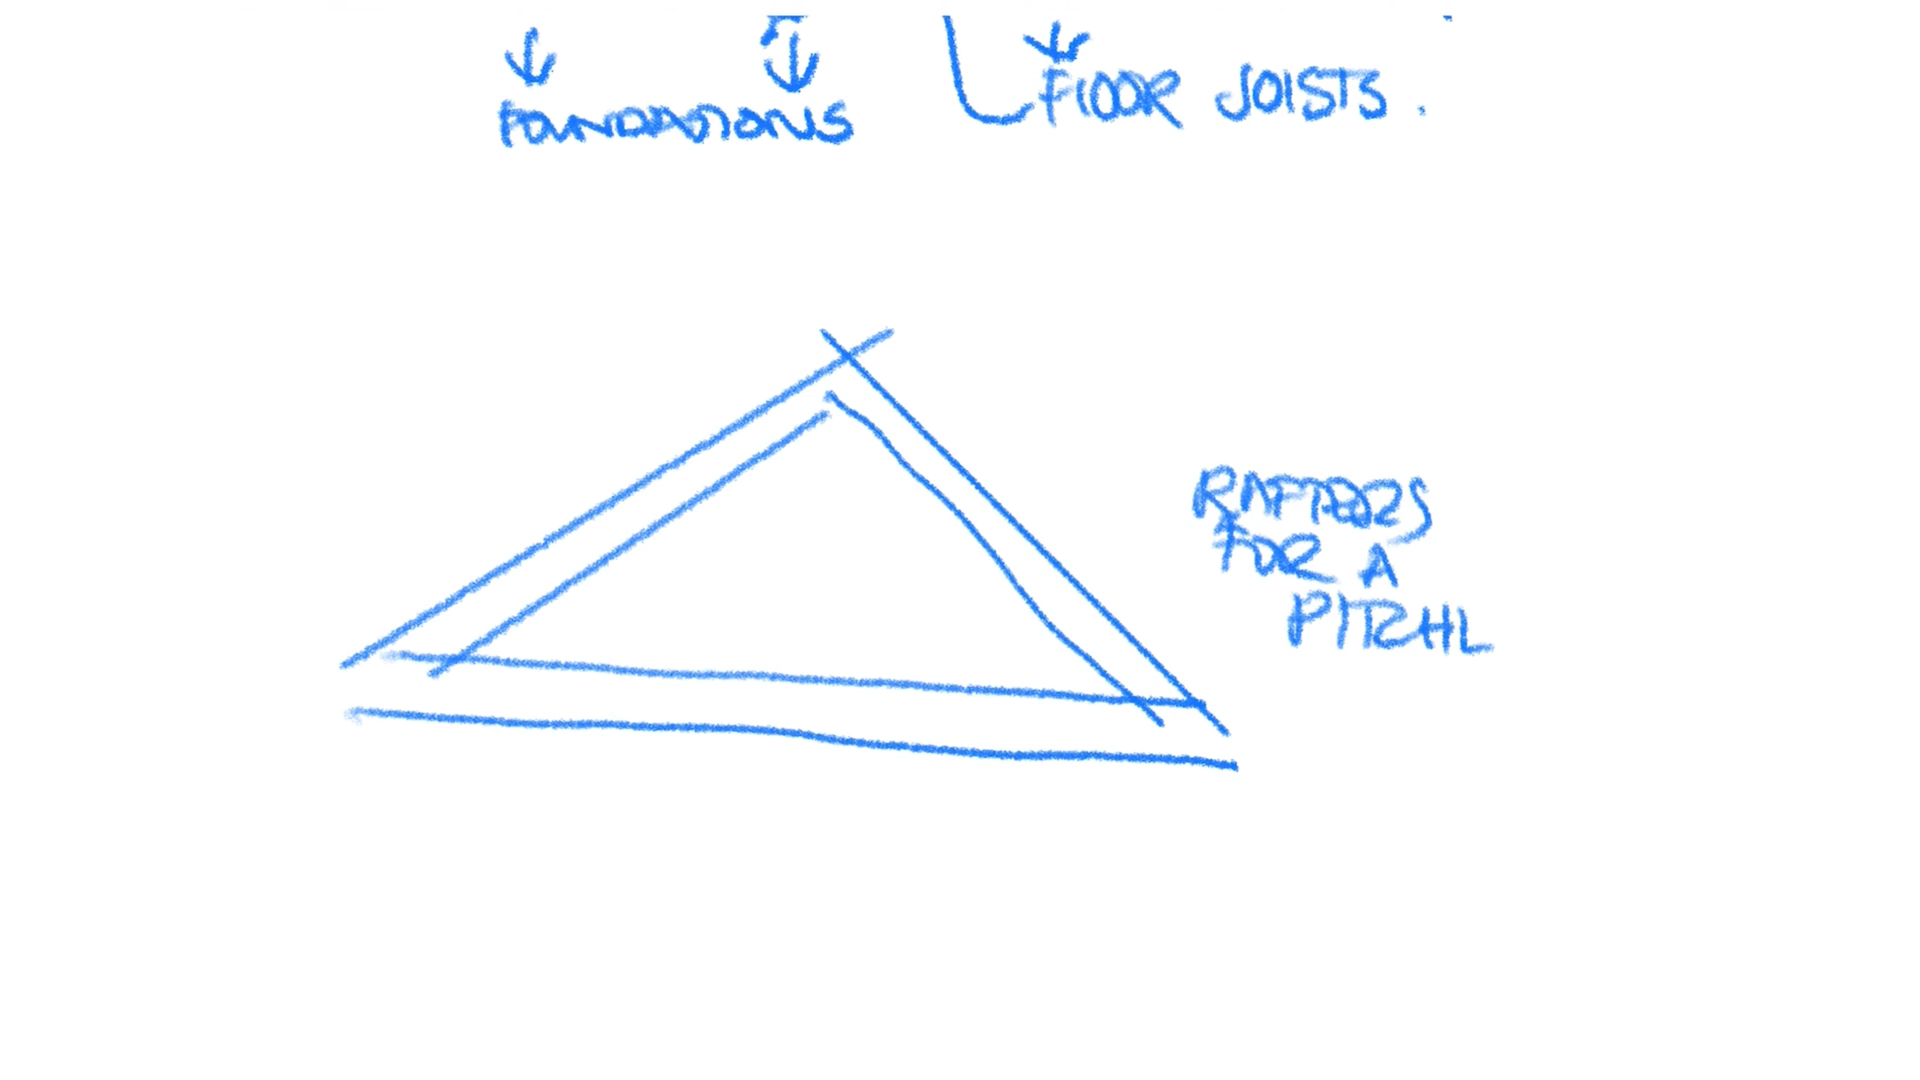 FOUNDATIONS
FLOOR JOISTS.
RAFTERS
FOR A
PITCH